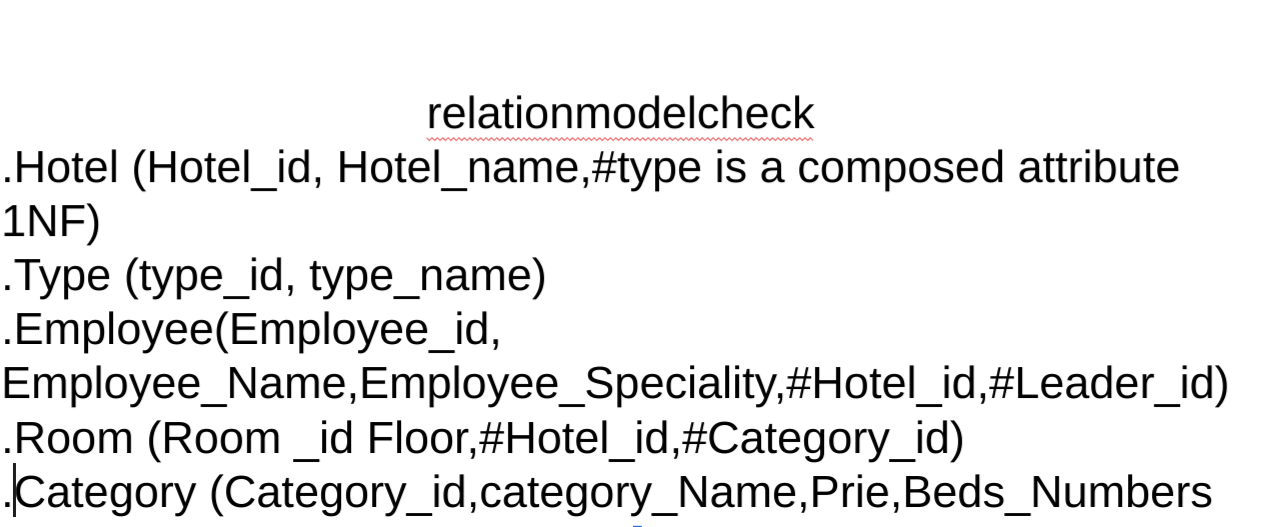 relationmodelcheck
.Hotel (Hotel_id, Hotel_name,#type is a composed attribute
1NF)
.Type (type_id, type_name)
.Employee(Employee_id,
Employee_Name,Employee_Speciality,#Hotel_id,#Leader_id)
.Room (Room _id Floor,#Hotel_id,#Category_id)
.Category (Category_id,category_Name,Prie,Beds_Numbers